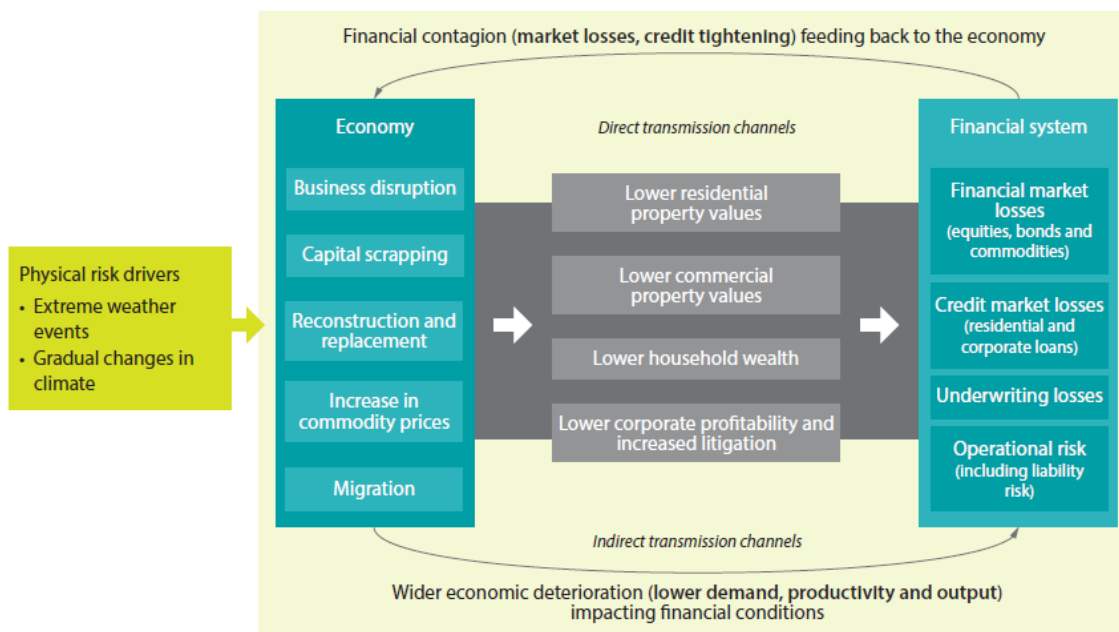 Financial contagion (market losses, credit tightening) feeding back to the economy
Physical risk drivers
• Extreme weather
events
• Gradual changes in
climate
Economy
Business disruption
Capital scrapping
Reconstruction and
replacement
Increase in
commodity prices
Migration
Direct transmission channels
Lower residential
property values
Lower commercial
property values
Lower household wealth
Lower corporate profitability and
increased litigation
Indirect transmission channels
Financial system
Financial market
losses
(equities, bonds and
commodities)
Credit market losses
(residential and
corporate loans)
Underwriting losses
Operational risk
(including liability
risk)
Wider economic deterioration (lower demand, productivity and output)
impacting financial conditions